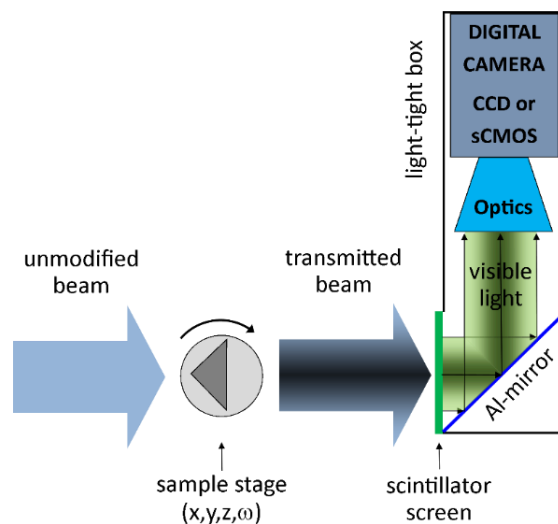 DIGITAL
CAMERA
CCD or
sCMOS
light-tight box
Optics
unmodified
beam
transmitted
beam
visible
light
Al-mirror
sample stage
(x,y,z,ω)
scintillator
screen